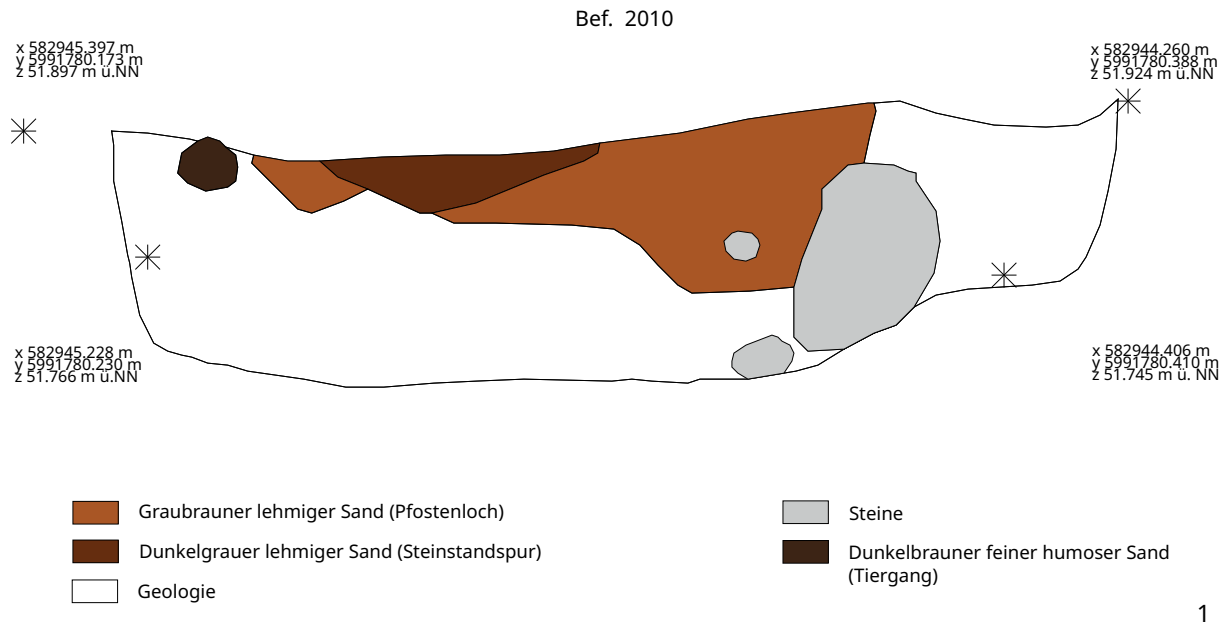 Bef. 2010
x 582945.397 m
y 5991780.173 m
z 51.897 m ü.NN
x 582944.260 m
y 5991780.388 m
z 51.924 m ü.NN
x 582945.228 m
y 5991780.230 m
z 51.766 m ü.NN
x 582944.406 m
y 5991780.410 m
z 51.745 m ü. NN
Graubrauner lehmiger Sand (Pfostenloch)
Dunkelgrauer lehmiger Sand (Steinstandspur)
Geologie
Steine
Dunkelbrauner feiner humoser Sand
(Tiergang)
1